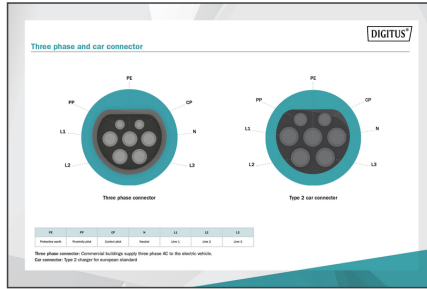 DIGITUS®
Three phase and car connector
PE
PP
CP
L1
N
L2
L3
Three phase connector
PE
PP
CP
L1
N
L2
L3
Type 2 car connector
PE PP CP N L1 L2 L3
Protective earth Proximity pilot Control pilot Neutral Line 1 Line 2 Line 3
Three phase connector: Commercial buildings supply three phase AC to the electric vehicle.
Car connector: Type 2 charger for european standard